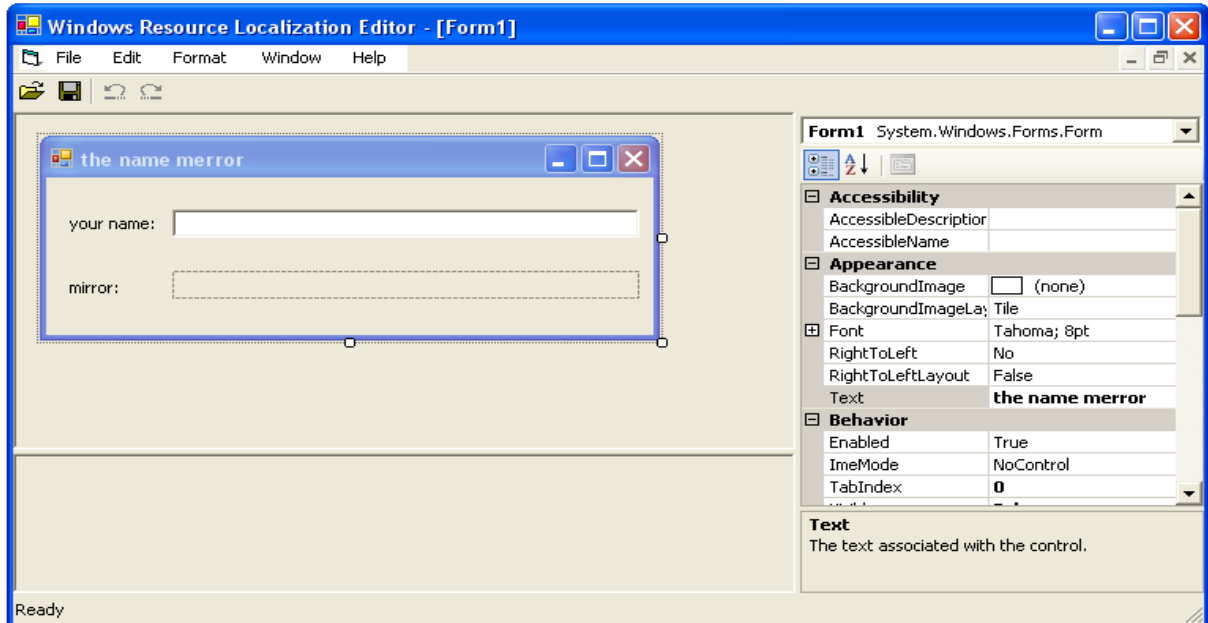 Windows Resource Localization Editor - [Form1]
File Edit Format Window Help
the name merror
your name:
mirror:
Form1 System.Windows.Forms.Form
Accessibility
AccessibleDescription
AccessibleName
Appearance
BackgroundImage (none)
BackgroundImageLay Tile
Font Tahoma; 8pt
RightToLeft No
RightToLeftLayout False
Text the name merror
Behavior
Enabled True
ImeMode NoControl
TabIndex 0
Text
The text associated with the control.
Ready